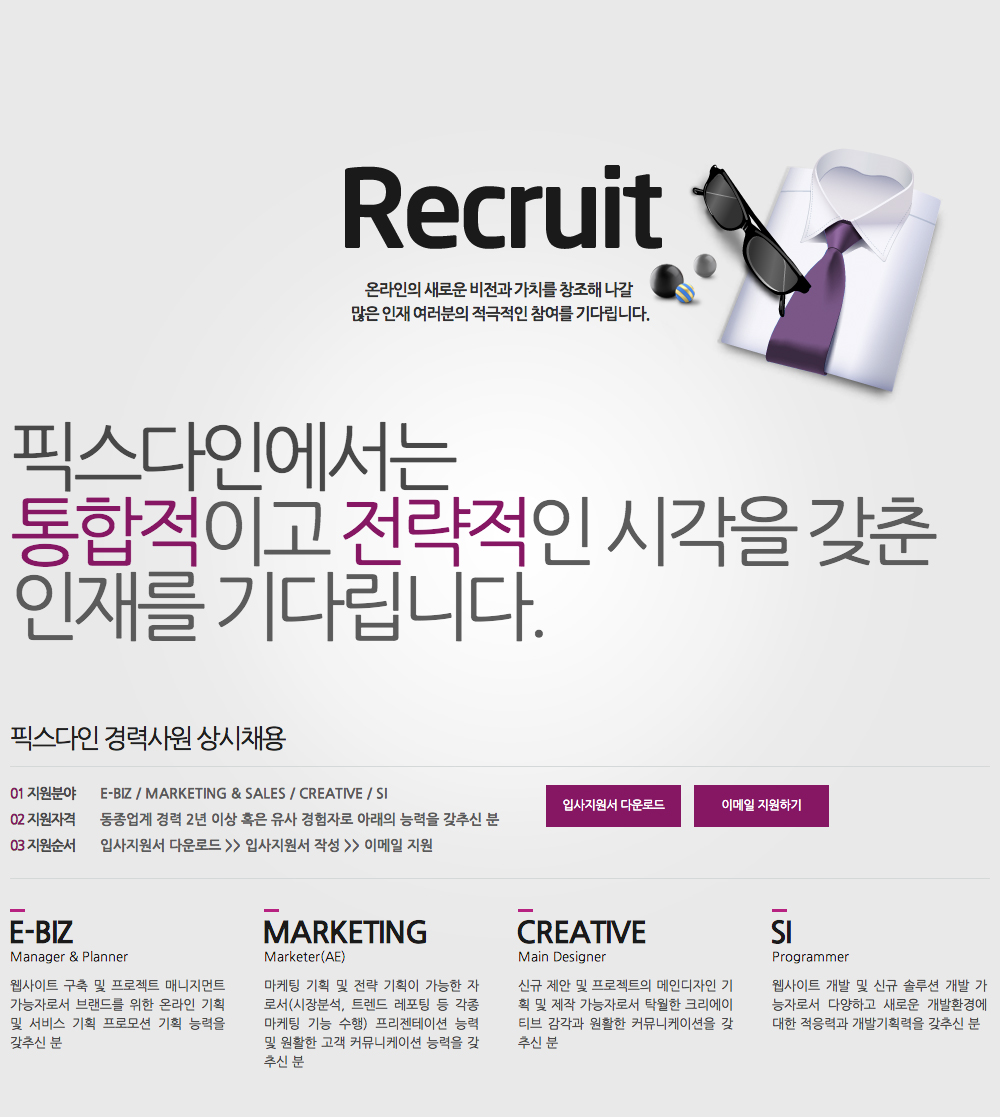 Recruit
온라인의 새로운 비전과 가치를 창조해 나갈
많은 인재 여러분의 적극적인 참여를 기다립니다.
픽스다인에서는
통합적이고 전략적인 시각을 갖춘
인재를 기다립니다.
픽스다인 경력사원 상시채용
01 지원분야 E-BIZ / MARKETING & SALES / CREATIVE / SI
02 지원자격 동종업계 경력 2년 이상 혹은 유사 경험자로 아래의 능력을 갖추신 분
03 지원순서 입사지원서 다운로드 >> 입사지원서 작성 >> 이메일 지원
입사지원서 다운로드
이메일 지원하기
E-BIZ
Manager & Planner
웹사이트 구축 및 프로젝트 매니지먼트
가능자로서 브랜드를 위한 온라인 기획
및 서비스 기획 프로모션 기획 능력을
갖추신 분
MARKETING
Marketer(AE)
마케팅 기획 및 전략 기획이 가능한 자
로서(시장분석, 트렌드 레포팅 등 각종
마케팅 기능 수행) 프리젠테이션 능력
및 원활한 고객 커뮤니케이션 능력을 갖
추신 분
CREATIVE
Main Designer
신규 제안 및 프로젝트의 메인디자인 기
획 및 제작 가능자로서 탁월한 크리에이
티브 감각과 원활한 커뮤니케이션을 갖
추신 분
SI
Programmer
웹사이트 개발 및 신규 솔루션 개발 가
능자로서 다양하고 새로운 개발환경에
대한 적응력과 개발기획력을 갖추신 분